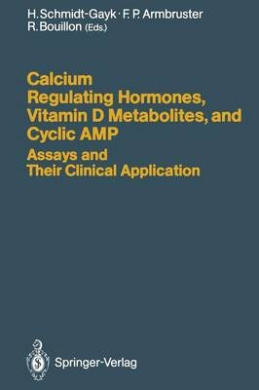 H. Schmidt-Gayk · F. P. Armbruster
R. Bouillon (Eds.)
Calcium
Regulating Hormones,
Vitamin D Metabolites, and
Cyclic AMP
Assays and
Their Clinical Application
Springer-Verlag